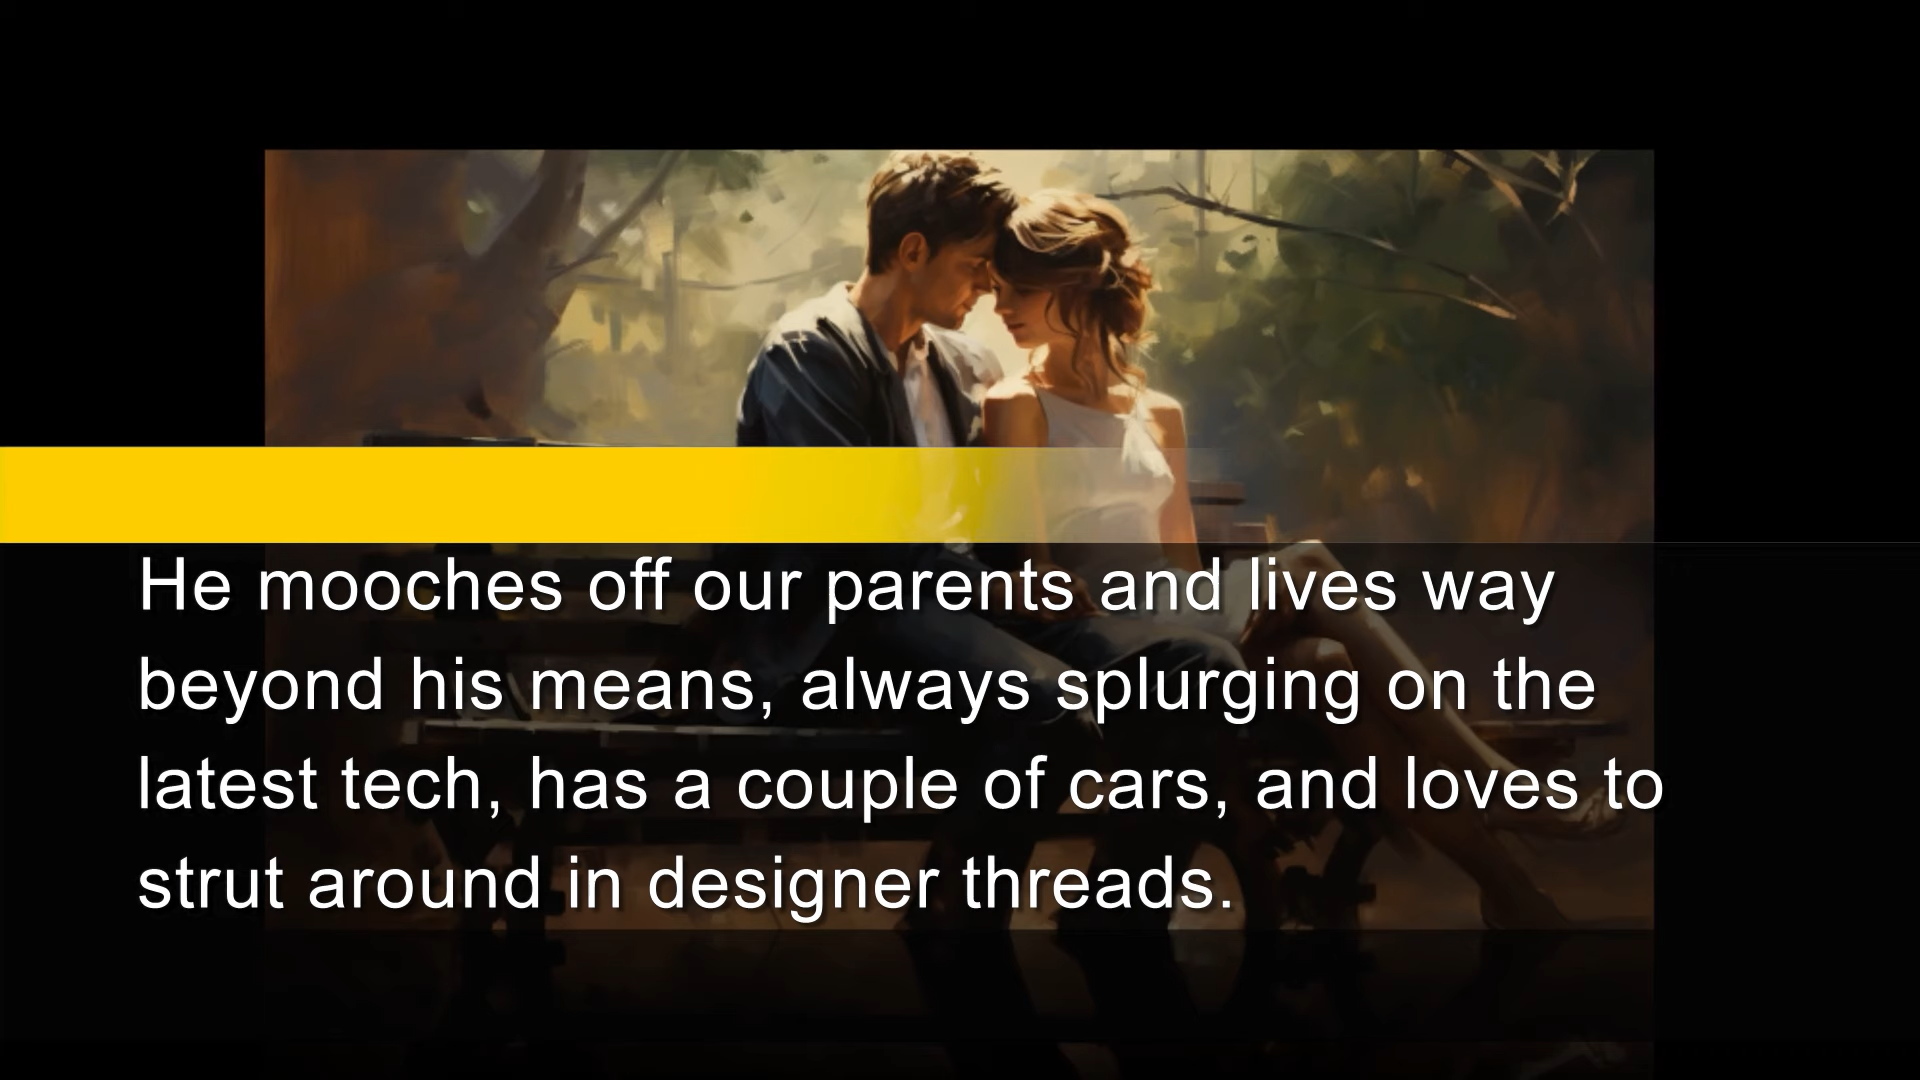 He mooches off our parents and lives way
beyond his means, always splurging on the
latest tech, has a couple of cars, and loves to
strut around in designer threads.